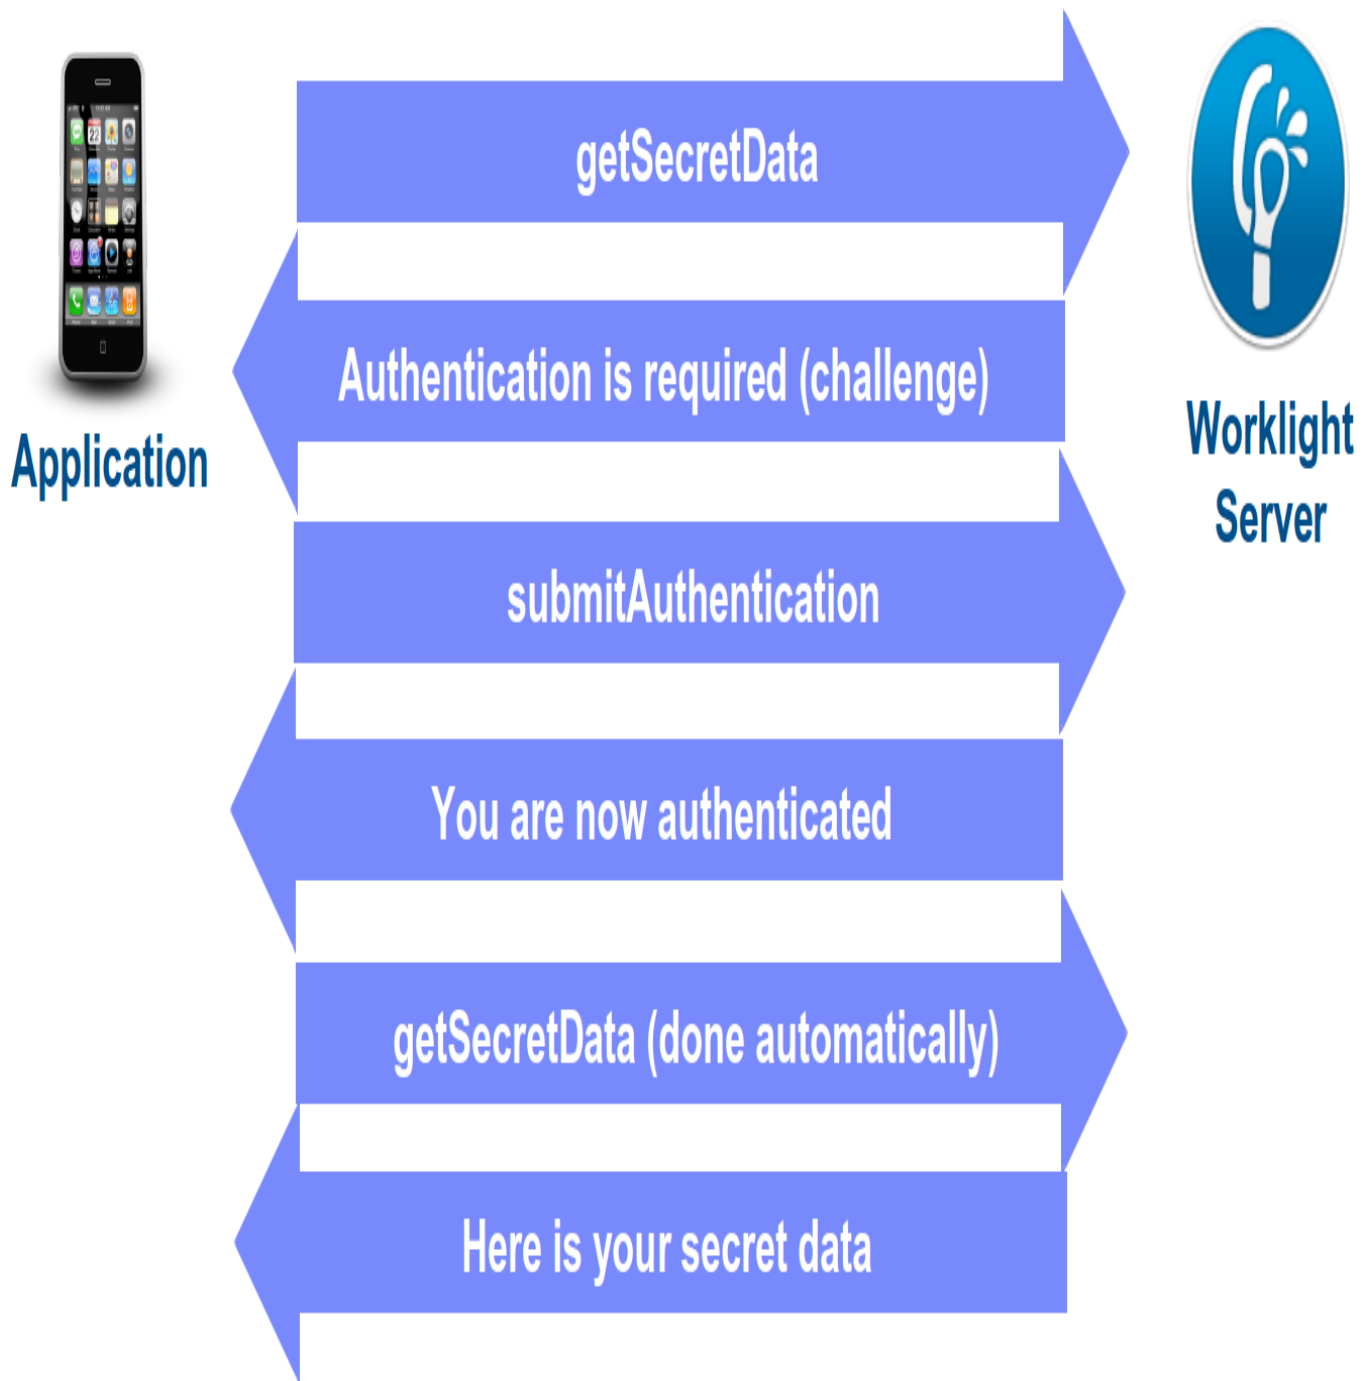 getSecretData
Authentication is required (challenge)
Application
Worklight
Server
submitAuthentication
You are now authenticated
getSecretData (done automatically)
Here is your secret data